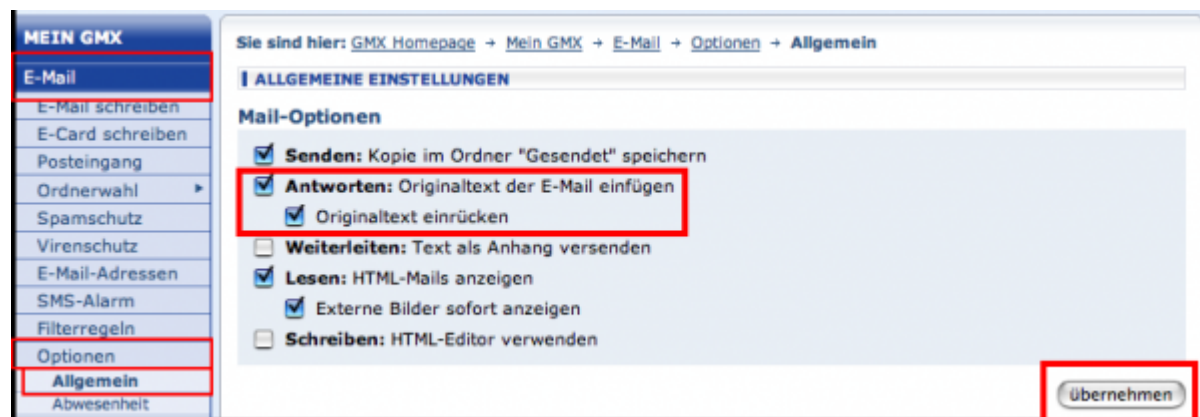 MEIN GMX
E-Mail
E-Mail schreiben
E-Card schreiben
Posteingang
Ordnerwahl
Spamschutz
Virenschutz
E-Mail-Adressen
SMS-Alarm
Filterregeln
Optionen
Allgemein
Abwesenheit
Sie sind hier: GMX Homepage → Mein GMX → E-Mail → Optionen → Allgemein
ALLGEMEINE EINSTELLUNGEN
Mail-Optionen
Senden: Kopie im Ordner "Gesendet" speichern
Antworten: Originaltext der E-Mail einfügen
Originaltext einrücken
Weiterleiten: Text als Anhang versenden
Lesen: HTML-Mails anzeigen
Externe Bilder sofort anzeigen
Schreiben: HTML-Editor verwenden
übernehmen